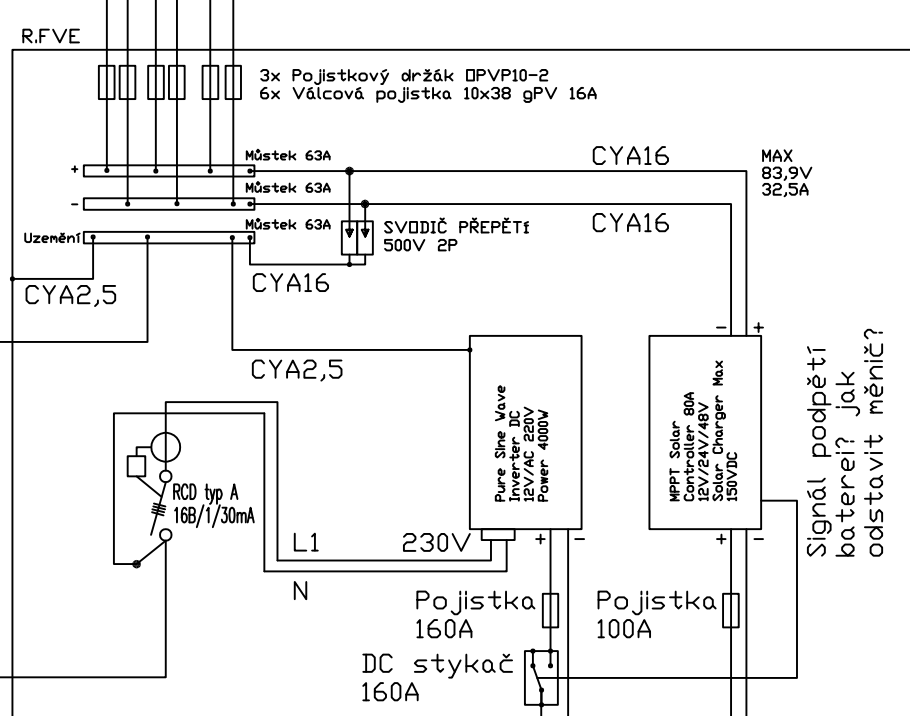 R.FVE
3x Pojistkový držák OPVP10-2
6x Válcová pojistka 10x38 gPV 16A
Můstek 63A
+
Můstek 63A
-
Můstek 63A
Uzemění
CYA16
CYA16
MAX
83,9V
32,5A
SVODIČ PŘEPĚTí
500V 2P
CYA16
CYA2,5
CYA2,5
- +
Pure Sine Wave
Inverter DC
12V/AC 220V
Power 4000W
MPPT Solar
Controller 80A
12V/24V/48V
Solar Charger Max
150VDC
Signál podpětí
baterei? jak
odstavit měnič?
RCD typ A
16B/1/30mA
L1
N
230V
+ -
+ -
Pojistka
160A
Pojistka
100A
DC stykač
160A